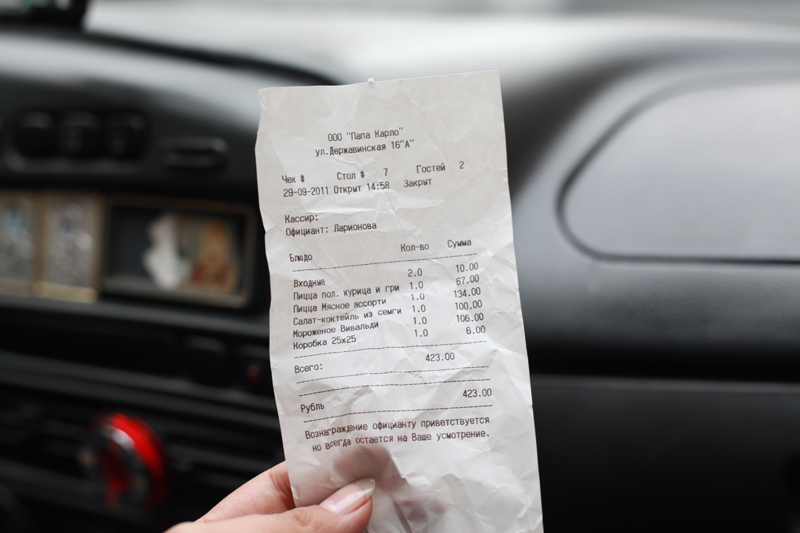 ООО "Папа Карло"
ул.Державинская 16"А"
Чек # Стол # 7 Гостей 2
29-09-2011 Открыт 14:58 Закрыт
Кассир:
Официант: Ларионова
Блюдо Кол-во Сумма
Входные 2.0 10.00
Пицца пол. курица и гри 1.0 67.00
Пицца Мясное ассорти 1.0 134.00
Салат-коктейль из семги 1.0 100.00
Мороженое Вивальди 1.0 106.00
Коробка 25х25 1.0 6.00
Всего: 423.00
Рубль 423.00
Вознаграждение официанту приветствуется
но всегда остается на Ваше усмотрение.